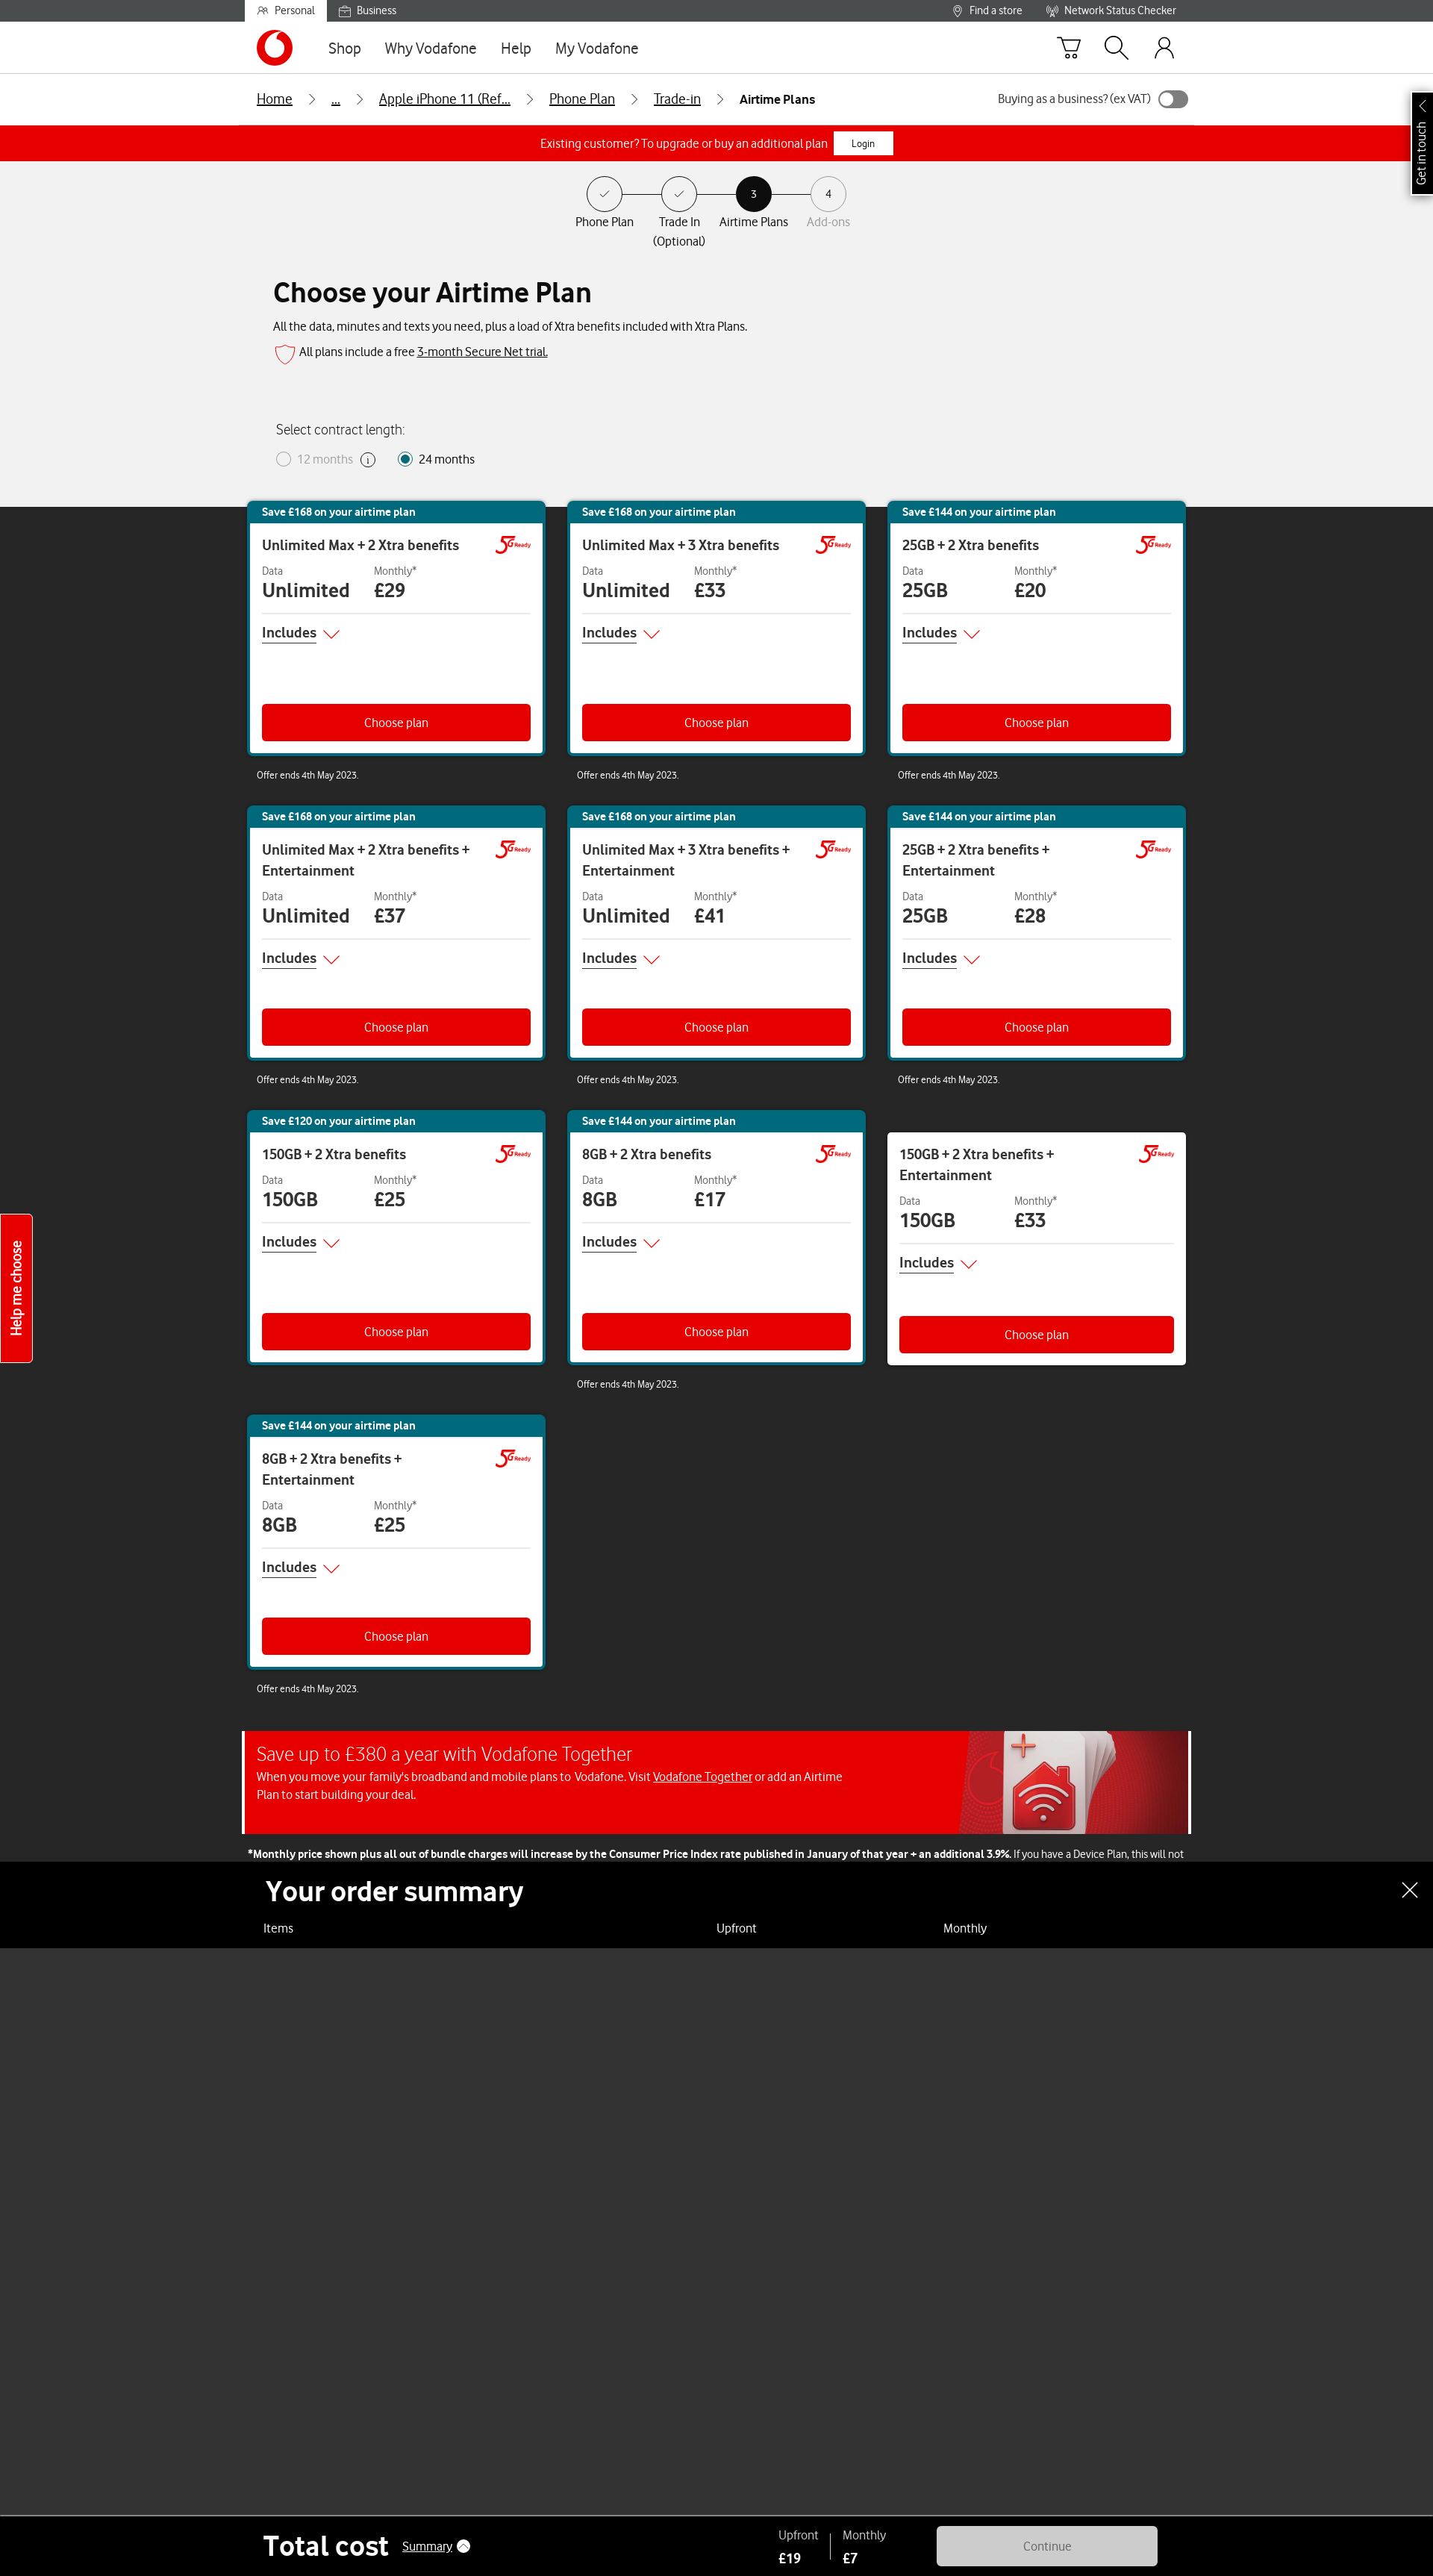 Personal
Business
Find a store
Network Status Checker
Shop
Why Vodafone
Help
My Vodafone
Home
...
Apple iPhone 11 (Ref...
Phone Plan
Trade-in
Airtime Plans
Buying as a business? (ex VAT)
Get in touch
Existing customer? To upgrade or buy an additional plan
Login
3
4
Phone Plan
Trade In
(Optional)
Airtime Plans
Add-ons
Choose your Airtime Plan
All the data, minutes and texts you need, plus a load of Xtra benefits included with Xtra Plans.
All plans include a free 3-month Secure Net trial.
Select contract length:
12 months
i
24 months
Save £168 on your airtime plan
Unlimited Max + 2 Xtra benefits
5G Ready
Data
Monthly*
Unlimited
£29
Includes
Choose plan
Offer ends 4th May 2023.
Save £168 on your airtime plan
Unlimited Max + 3 Xtra benefits
5G Ready
Data
Monthly*
Unlimited
£33
Includes
Choose plan
Offer ends 4th May 2023.
Save £144 on your airtime plan
25GB + 2 Xtra benefits
5G Ready
Data
Monthly*
25GB
£20
Includes
Choose plan
Offer ends 4th May 2023.
Save £168 on your airtime plan
Unlimited Max + 2 Xtra benefits +
Entertainment
5G Ready
Data
Monthly*
Unlimited
£37
Includes
Choose plan
Offer ends 4th May 2023.
Save £168 on your airtime plan
Unlimited Max + 3 Xtra benefits +
Entertainment
5G Ready
Data
Monthly*
Unlimited
£41
Includes
Choose plan
Offer ends 4th May 2023.
Save £144 on your airtime plan
25GB + 2 Xtra benefits +
Entertainment
5G Ready
Data
Monthly*
25GB
£28
Includes
Choose plan
Offer ends 4th May 2023.
Save £120 on your airtime plan
150GB + 2 Xtra benefits
5G Ready
Data
Monthly*
150GB
£25
Includes
Choose plan
Save £144 on your airtime plan
8GB + 2 Xtra benefits
5G Ready
Data
Monthly*
8GB
£17
Includes
Choose plan
Offer ends 4th May 2023.
150GB + 2 Xtra benefits +
Entertainment
5G Ready
Data
Monthly*
150GB
£33
Includes
Choose plan
Help me choose
Save £144 on your airtime plan
8GB + 2 Xtra benefits +
Entertainment
5G Ready
Data
Monthly*
8GB
£25
Includes
Choose plan
Offer ends 4th May 2023.
Save up to £380 a year with Vodafone Together
When you move your family's broadband and mobile plans to Vodafone. Visit Vodafone Together or add an Airtime
Plan to start building your deal.
*Monthly price shown plus all out of bundle charges will increase by the Consumer Price Index rate published in January of that year + an additional 3.9%. If you have a Device Plan, this will not
Your order summary
Items
Upfront
Monthly
Total cost
Summary
Upfront
£19
Monthly
£7
Continue